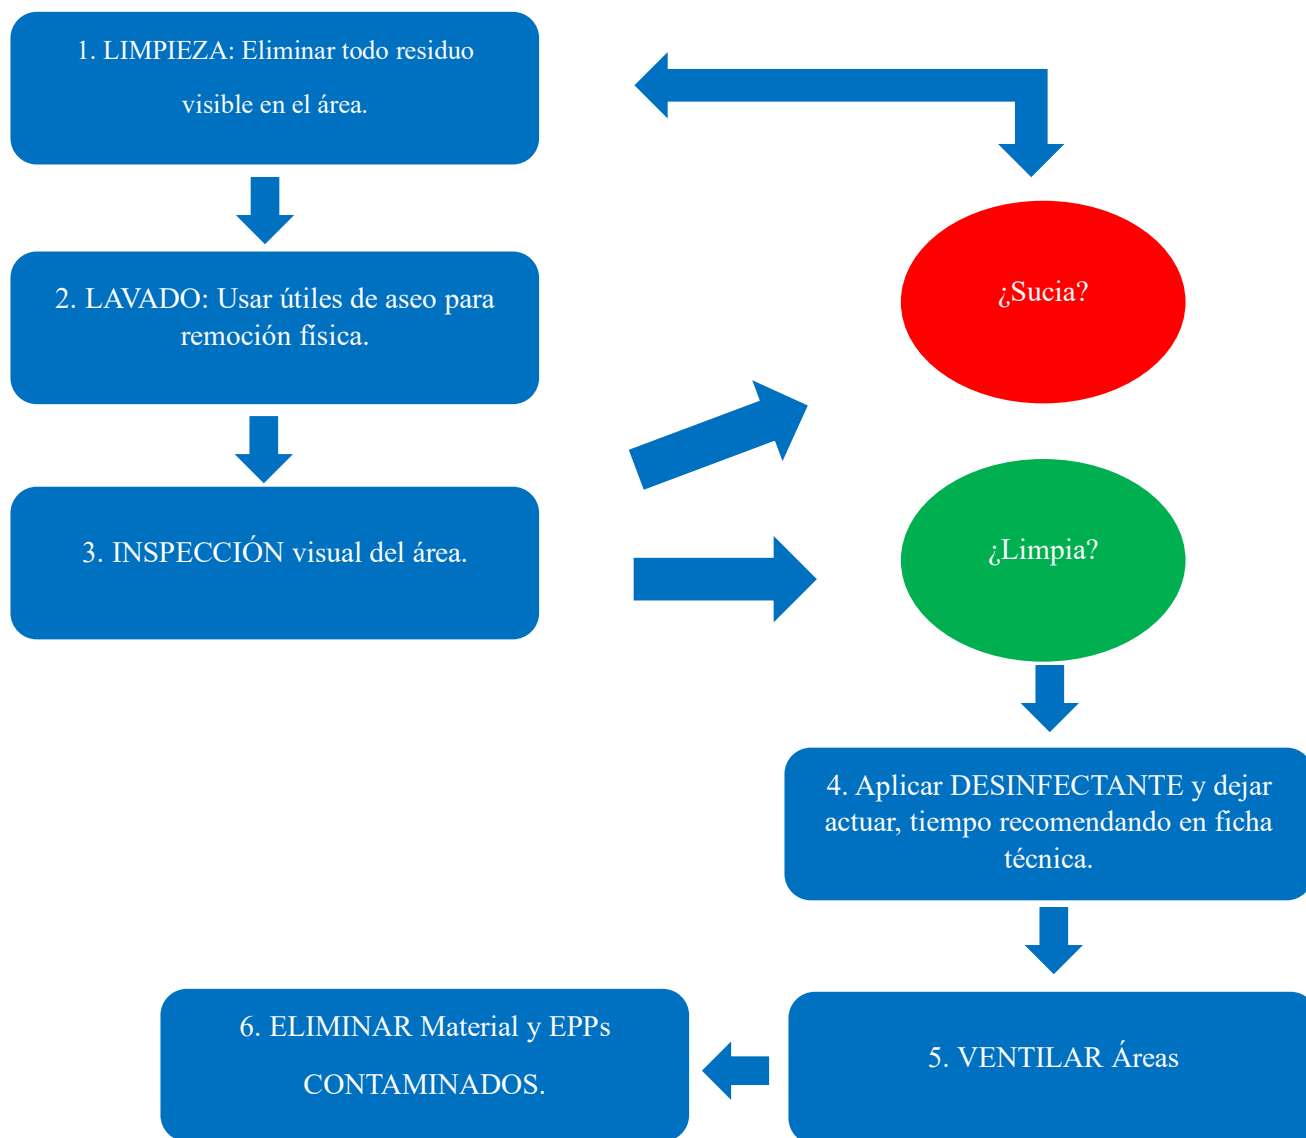 1. LIMPIEZA: Eliminar todo residuo
visible en el área.
2. LAVADO: Usar útiles de aseo para
remoción física.
3. INSPECCIÓN visual del área.
¿Sucia?
¿Limpia?
4. Aplicar DESINFECTANTE y dejar
actuar, tiempo recomendando en ficha
técnica.
5. VENTILAR Áreas
6. ELIMINAR Material y EPPs
CONTAMINADOS.